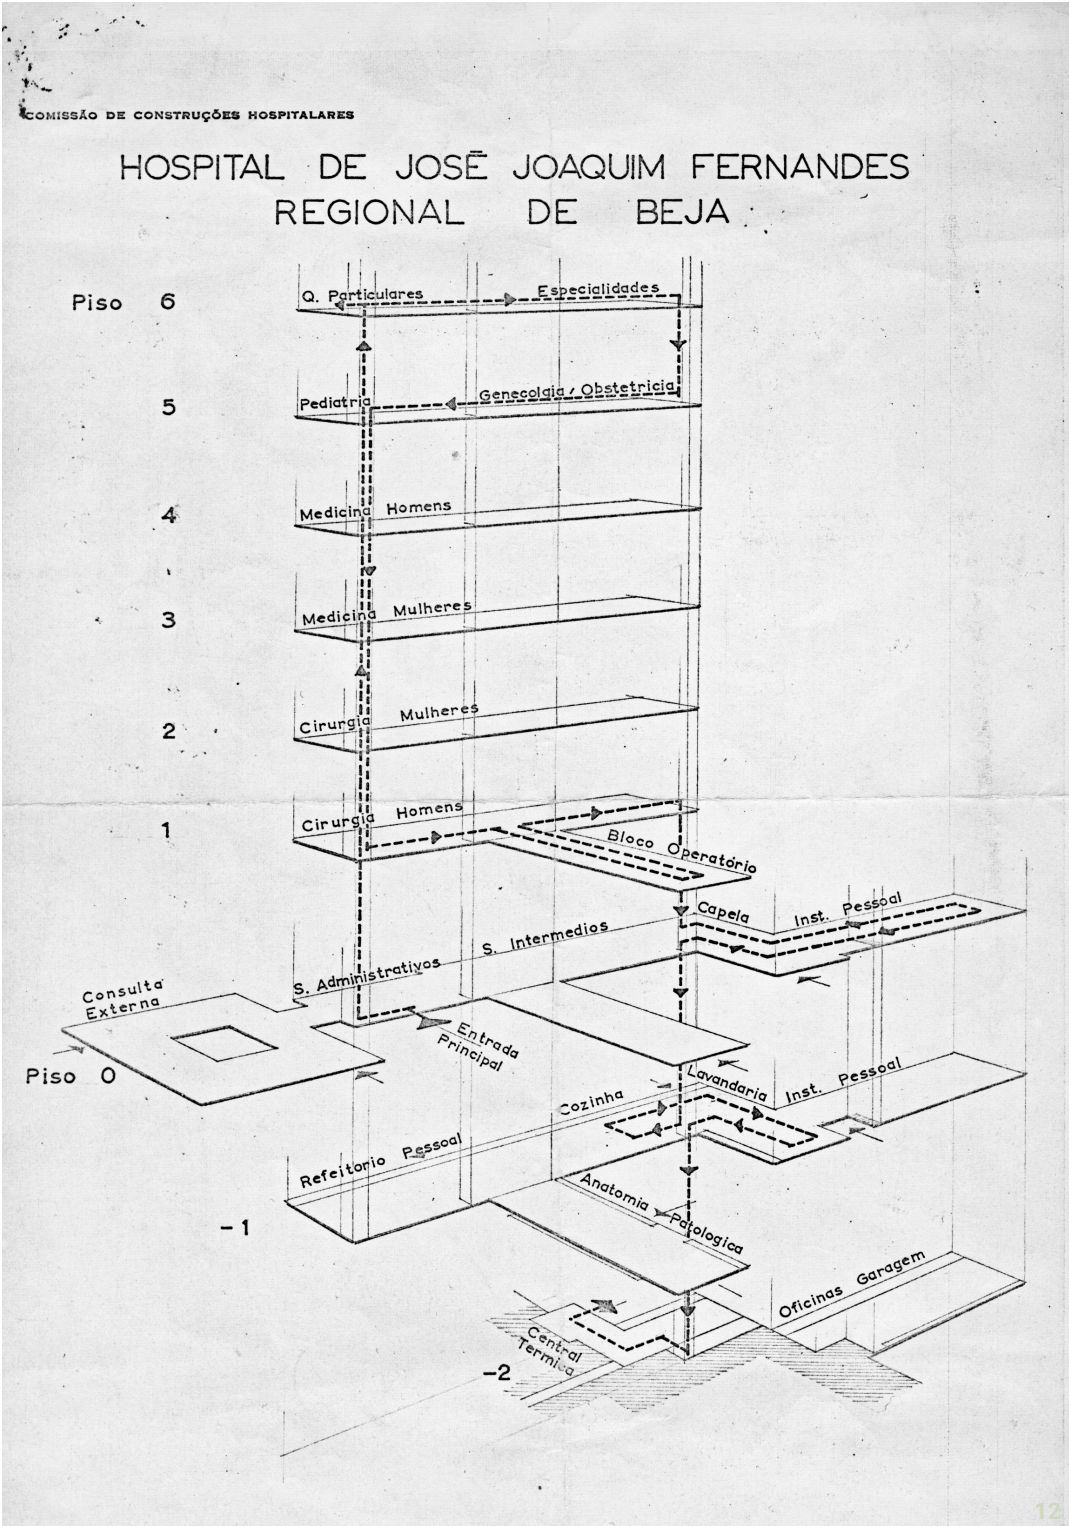 COMISSÃO DE CONSTRUÇÕES HOSPITALARES
HOSPITAL DE JOSÉ JOAQUIM FERNANDES
REGIONAL DE BEJA
Piso 6
Q. Particulares
Especialidades
5
Pediatria
Genecolgia / Obstetricia
4
Medicina Homens
3
Medicina Mulheres
2
Cirurgia Mulheres
1
Cirurgia Homens
Bloco Operatório
Capela
Inst. Pessoal
S. Intermedios
S. Administrativos
Consulta
Externa
Entrada
Principal
Piso 0
Lavandaria
Inst. Pessoal
Cozinha
Refeitorio Pessoal
-1
Anatomia Patologica
Oficinas Garagem
Central
Termica
-2
12